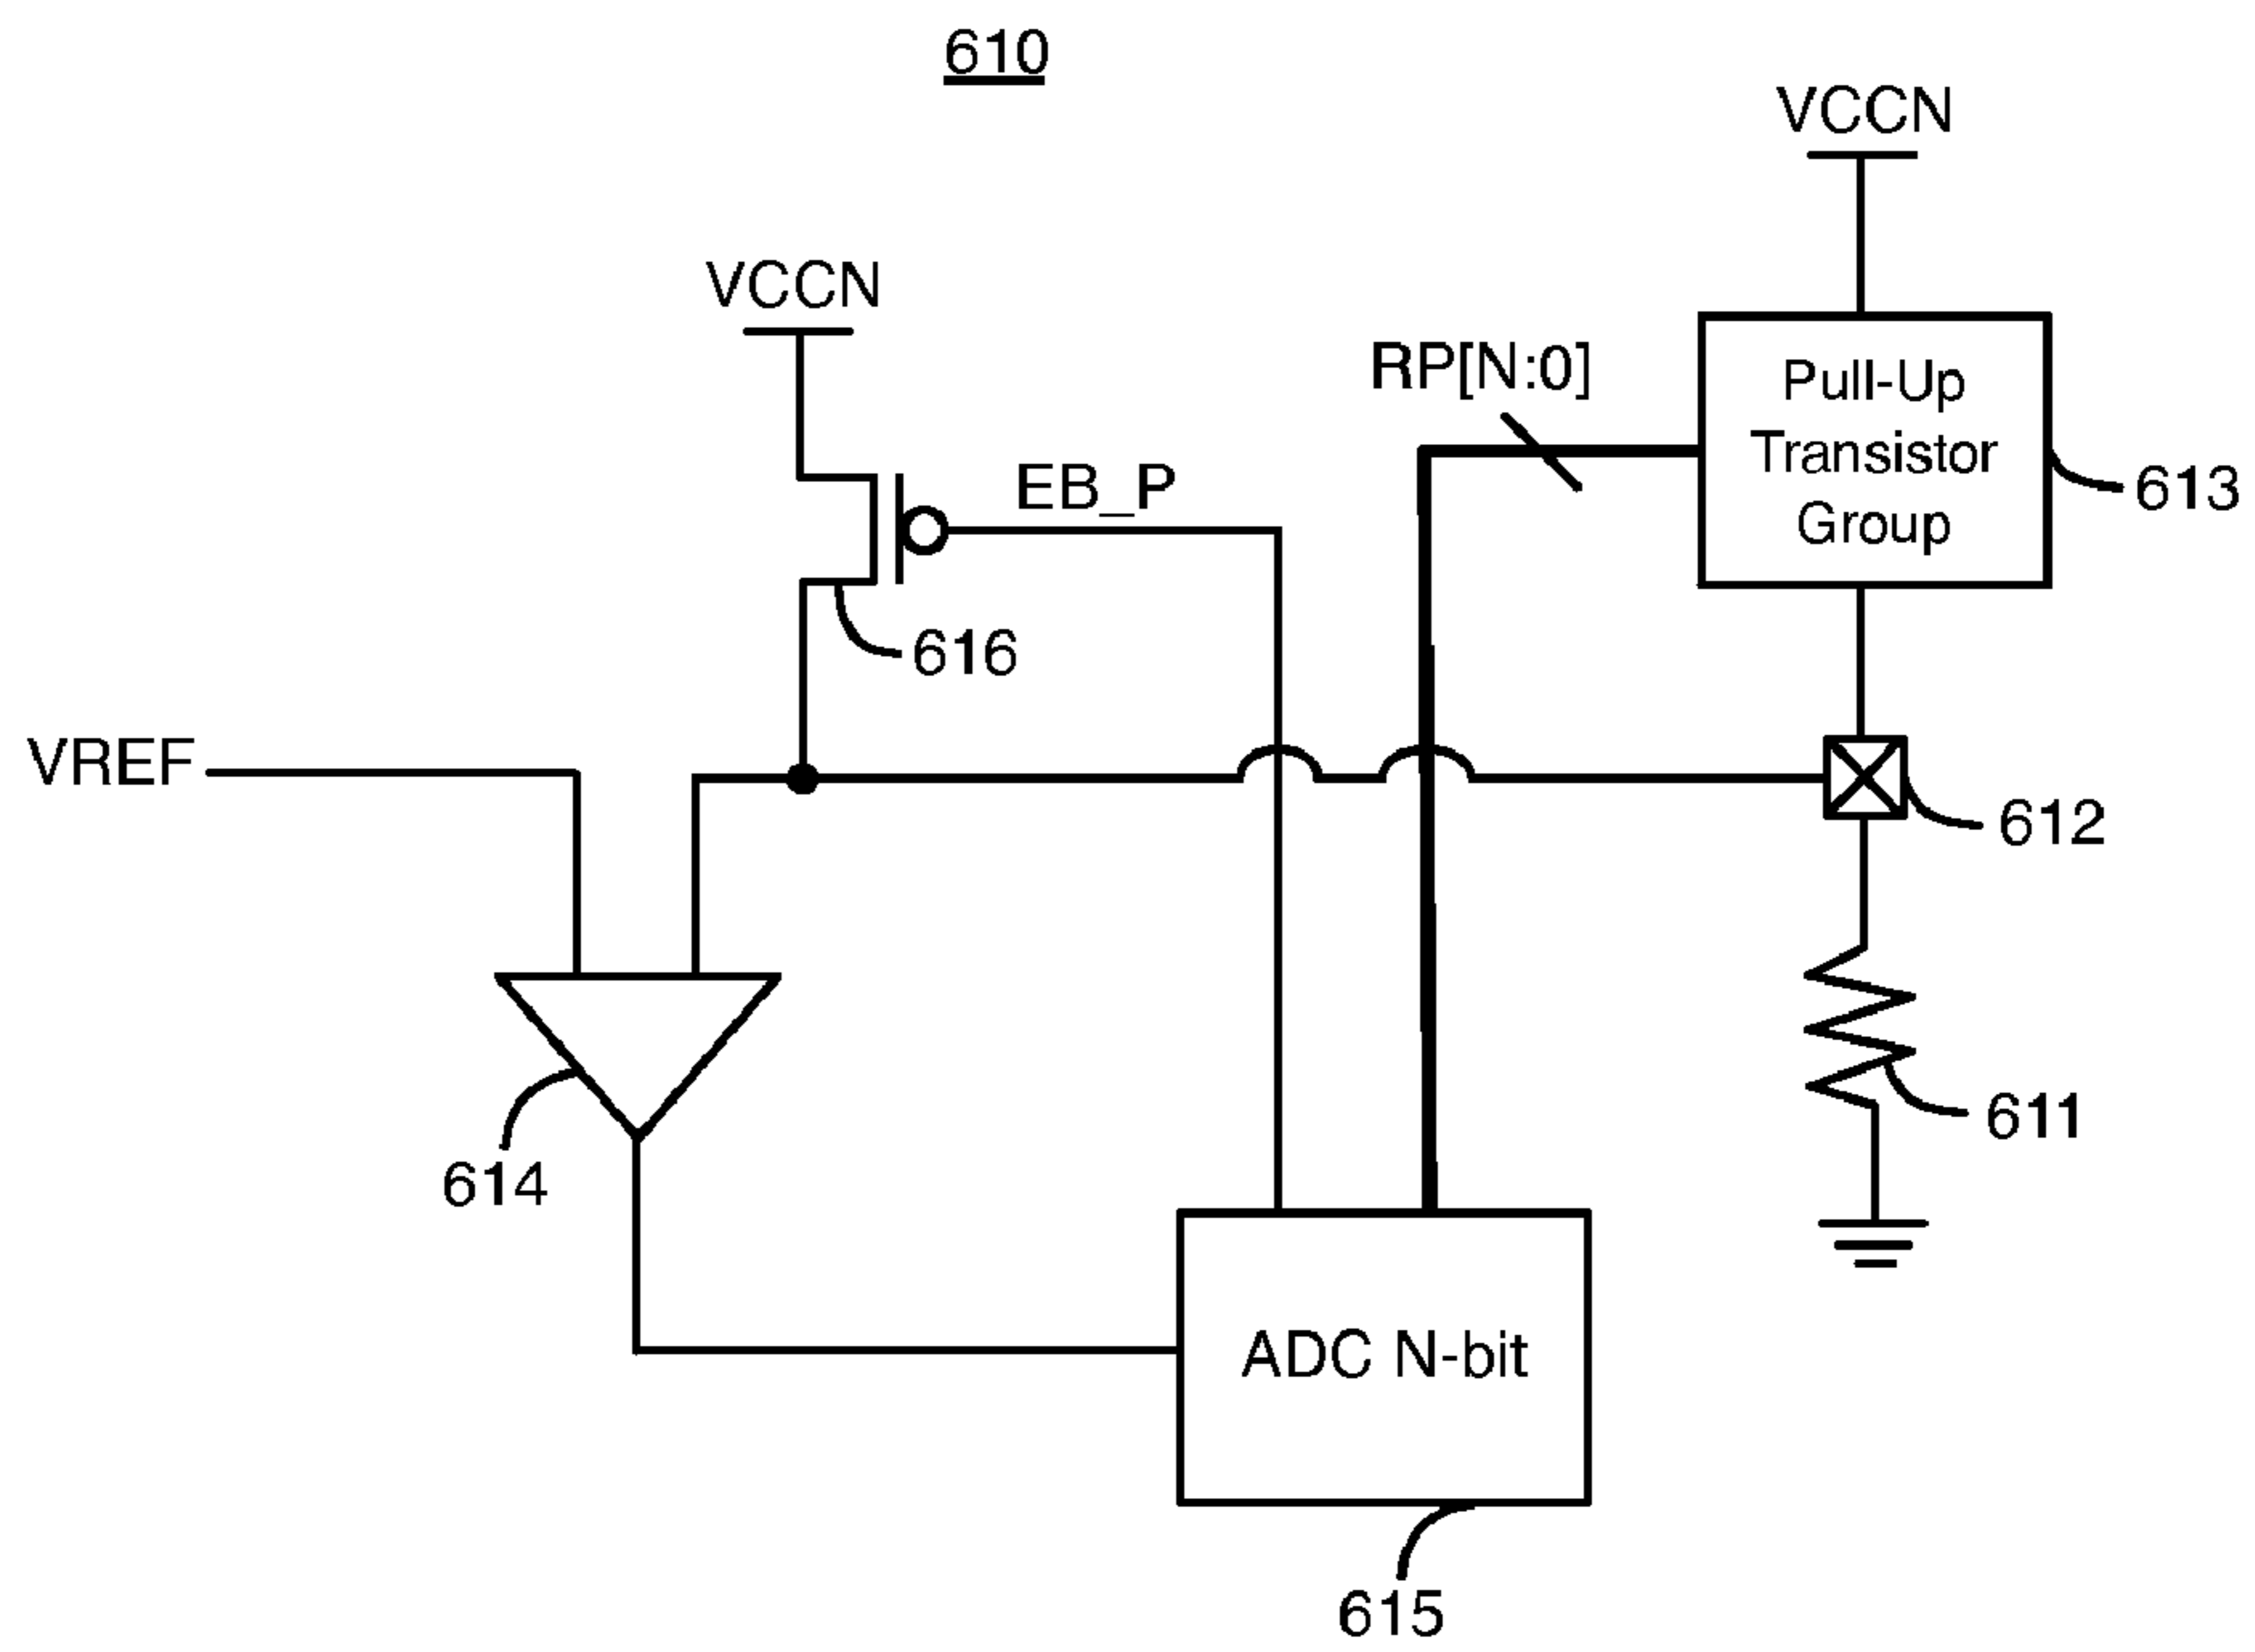 610
VCCN
VCCN
RP[N:0]
Pull-Up
Transistor
Group
613
EB_P
616
VREF
612
611
614
ADC N-bit
615